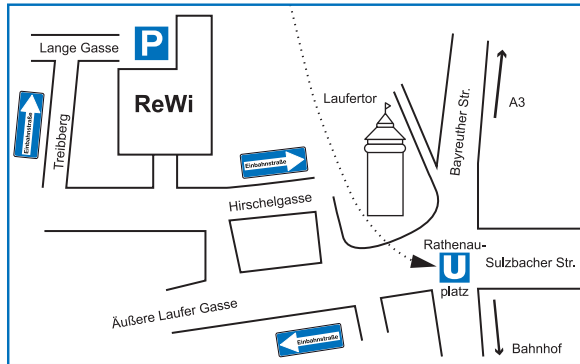 P
Lange Gasse
ReWi
Laufertor
A3
Einbahnstraße
Treibberg
Bayreuther Str.
Einbahnstraße
Hirschelgasse
Rathenau-
U
platz
Sulzbacher Str.
Äußere Laufer Gasse
Einbahnstraße
Bahnhof